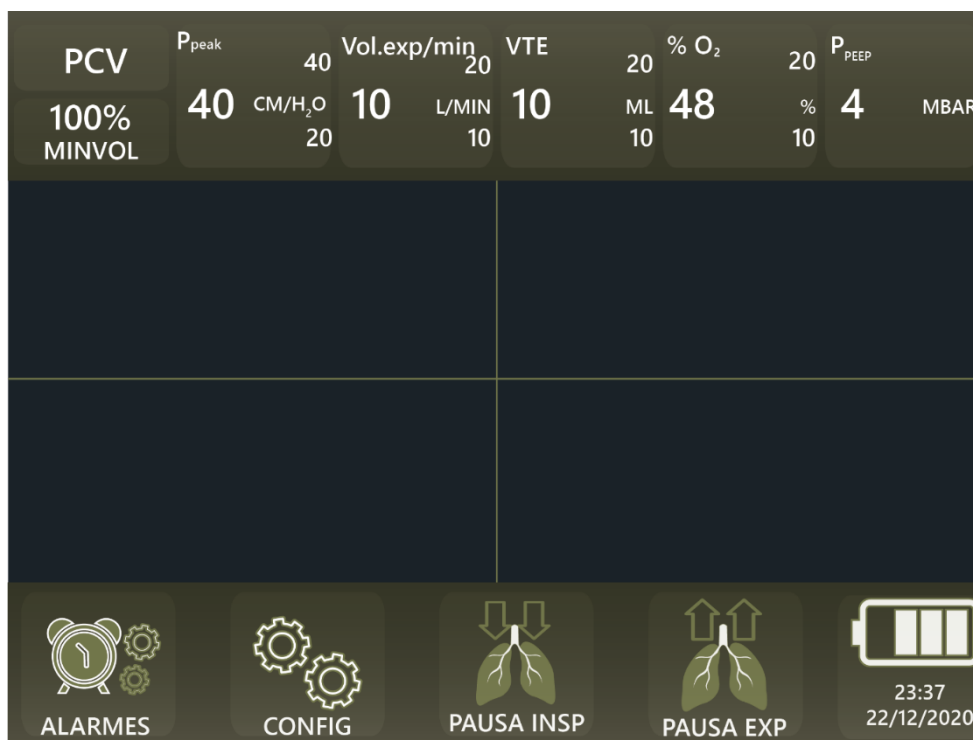 PCV
100%
MINVOL
Ppeak
40
40 CM/H₂O
20
Vol.exp/min
20
10 L/MIN
10
VTE
20
10 ML
10
% O₂
20
48 %
10
PPEEP
4 MBAR
ALARMES
CONFIG
PAUSA INSP
PAUSA EXP
23:37
22/12/2020